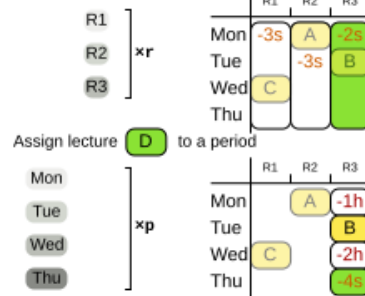 R1 R2 R3
R1
Mon -3s A -2s
R2 ×r
Tue -3s B
R3
Wed C
Thu
Assign lecture D to a period
R1 R2 R3
Mon
Mon A -1h
Tue
×p
Tue B
Wed
Wed C -2h
Thu
Thu -4s